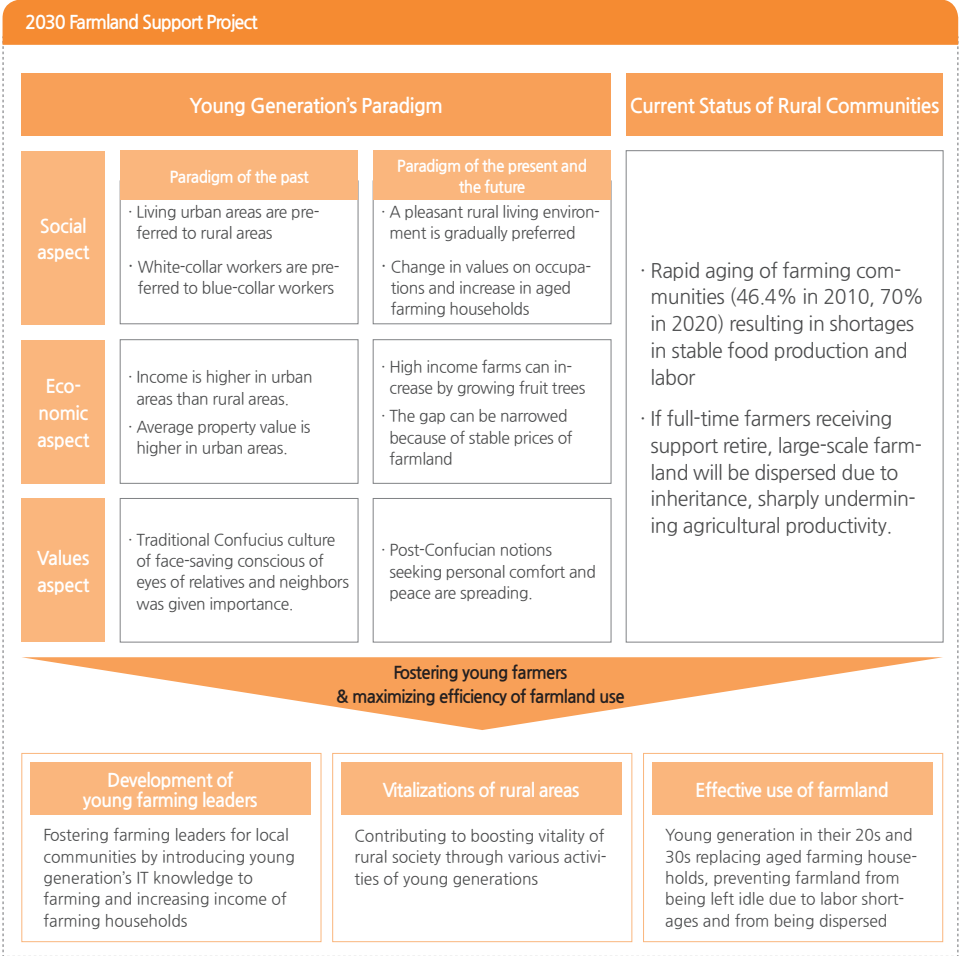 2030 Farmland Support Project
Young Generation's Paradigm
Current Status of Rural Communities
Social
aspect
Paradigm of the past
· Living urban areas are pre-
ferred to rural areas
· White-collar workers are pre-
ferred to blue-collar workers
Paradigm of the present and
the future
· A pleasant rural living environ-
ment is gradually preferred
· Change in values on occupa-
tions and increase in aged
farming households
Eco-
nomic
aspect
· Income is higher in urban
areas than rural areas.
· Average property value is
higher in urban areas.
· High income farms can in-
crease by growing fruit trees
· The gap can be narrowed
because of stable prices of
farmland
Values
aspect
· Traditional Confucius culture
of face-saving conscious of
eyes of relatives and neighbors
was given importance.
· Post-Confucian notions
seeking personal comfort and
peace are spreading.
· Rapid aging of farming com-
munities (46.4% in 2010, 70%
in 2020) resulting in shortages
in stable food production and
labor
· If full-time farmers receiving
support retire, large-scale farm-
land will be dispersed due to
inheritance, sharply undermin-
ing agricultural productivity.
Fostering young farmers
& maximizing efficiency of farmland use
Development of
young farming leaders
Fostering farming leaders for local
communities by introducing young
generation's IT knowledge to
farming and increasing income of
farming households
Vitalizations of rural areas
Contributing to boosting vitality of
rural society through various activi-
ties of young generations
Effective use of farmland
Young generation in their 20s and
30s replacing aged farming house-
holds, preventing farmland from
being left idle due to labor short-
ages and from being dispersed